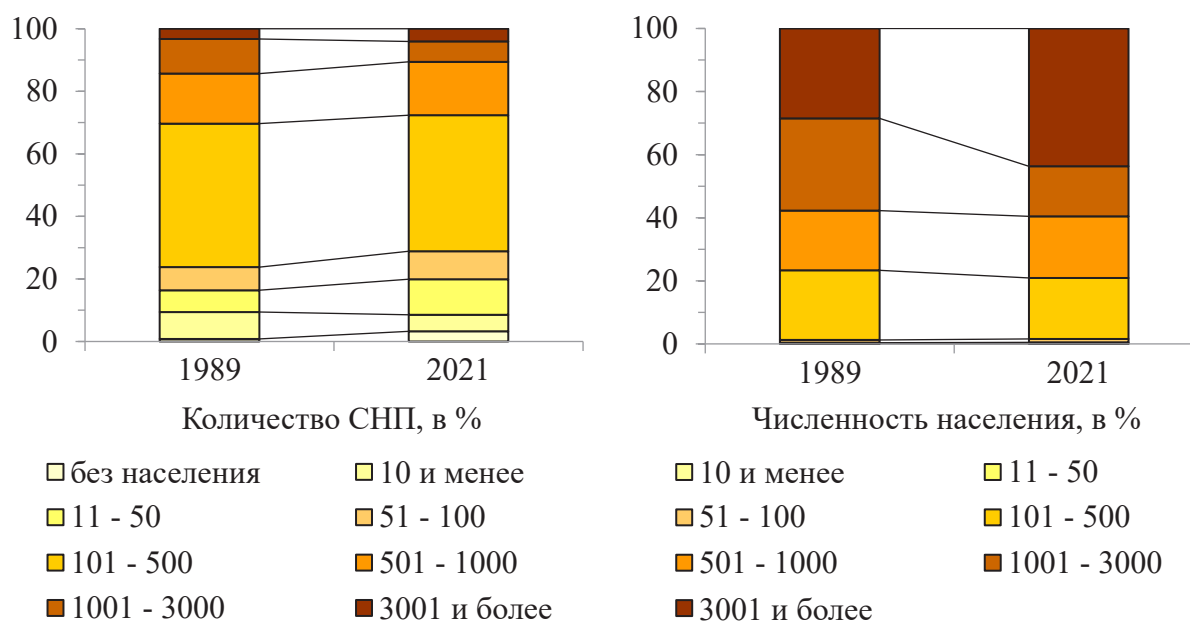 100
80
60
40
20
0
1989 2021
Количество СНП, в %
без населения 10 и менее
11 - 50 51 - 100
101 - 500 501 - 1000
1001 - 3000 3001 и более
100
80
60
40
20
0
1989 2021
Численность населения, в %
10 и менее 11 - 50
51 - 100 101 - 500
501 - 1000 1001 - 3000
3001 и более